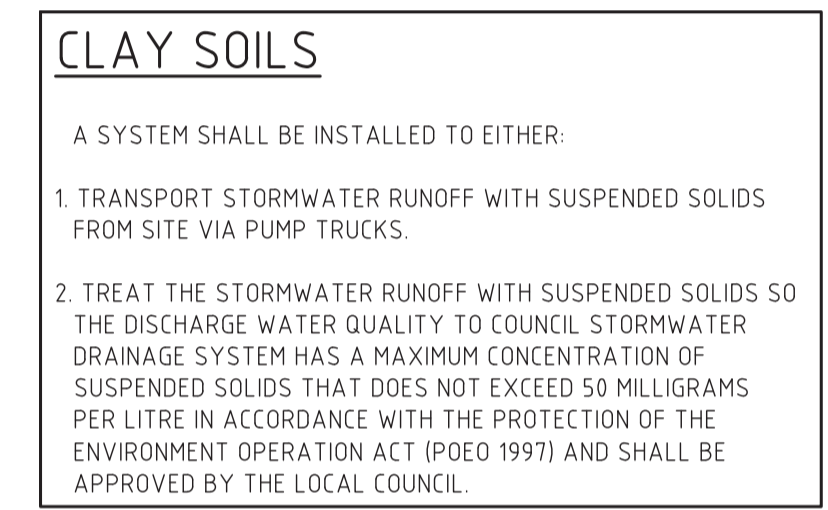 CLAY SOILS
A SYSTEM SHALL BE INSTALLED TO EITHER:
1. TRANSPORT STORMWATER RUNOFF WITH SUSPENDED SOLIDS
FROM SITE VIA PUMP TRUCKS.
2. TREAT THE STORMWATER RUNOFF WITH SUSPENDED SOLIDS SO
THE DISCHARGE WATER QUALITY TO COUNCIL STORMWATER
DRAINAGE SYSTEM HAS A MAXIMUM CONCENTRATION OF
SUSPENDED SOLIDS THAT DOES NOT EXCEED 50 MILLIGRAMS
PER LITRE IN ACCORDANCE WITH THE PROTECTION OF THE
ENVIRONMENT OPERATION ACT (POEO 1997) AND SHALL BE
APPROVED BY THE LOCAL COUNCIL.